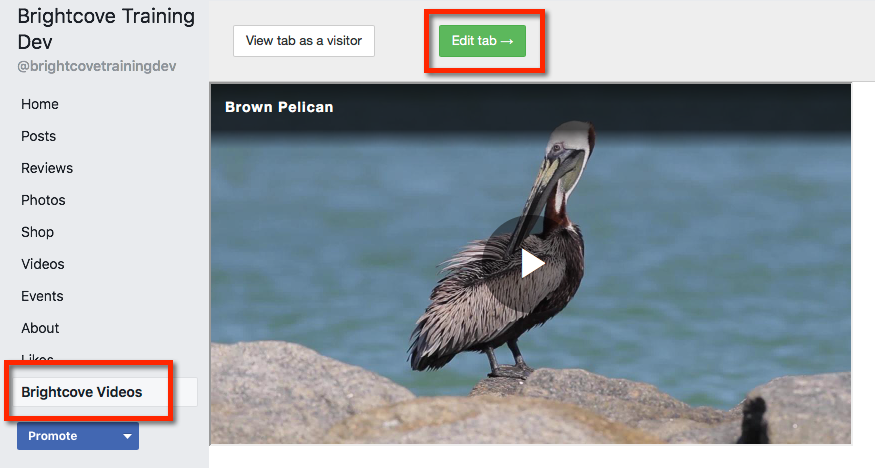 Brightcove Training
Dev
@brightcovetrainingdev
Home
Posts
Reviews
Photos
Shop
Videos
Events
About
Likes
Brightcove Videos
Promote
View tab as a visitor
Edit tab →
Brown Pelican